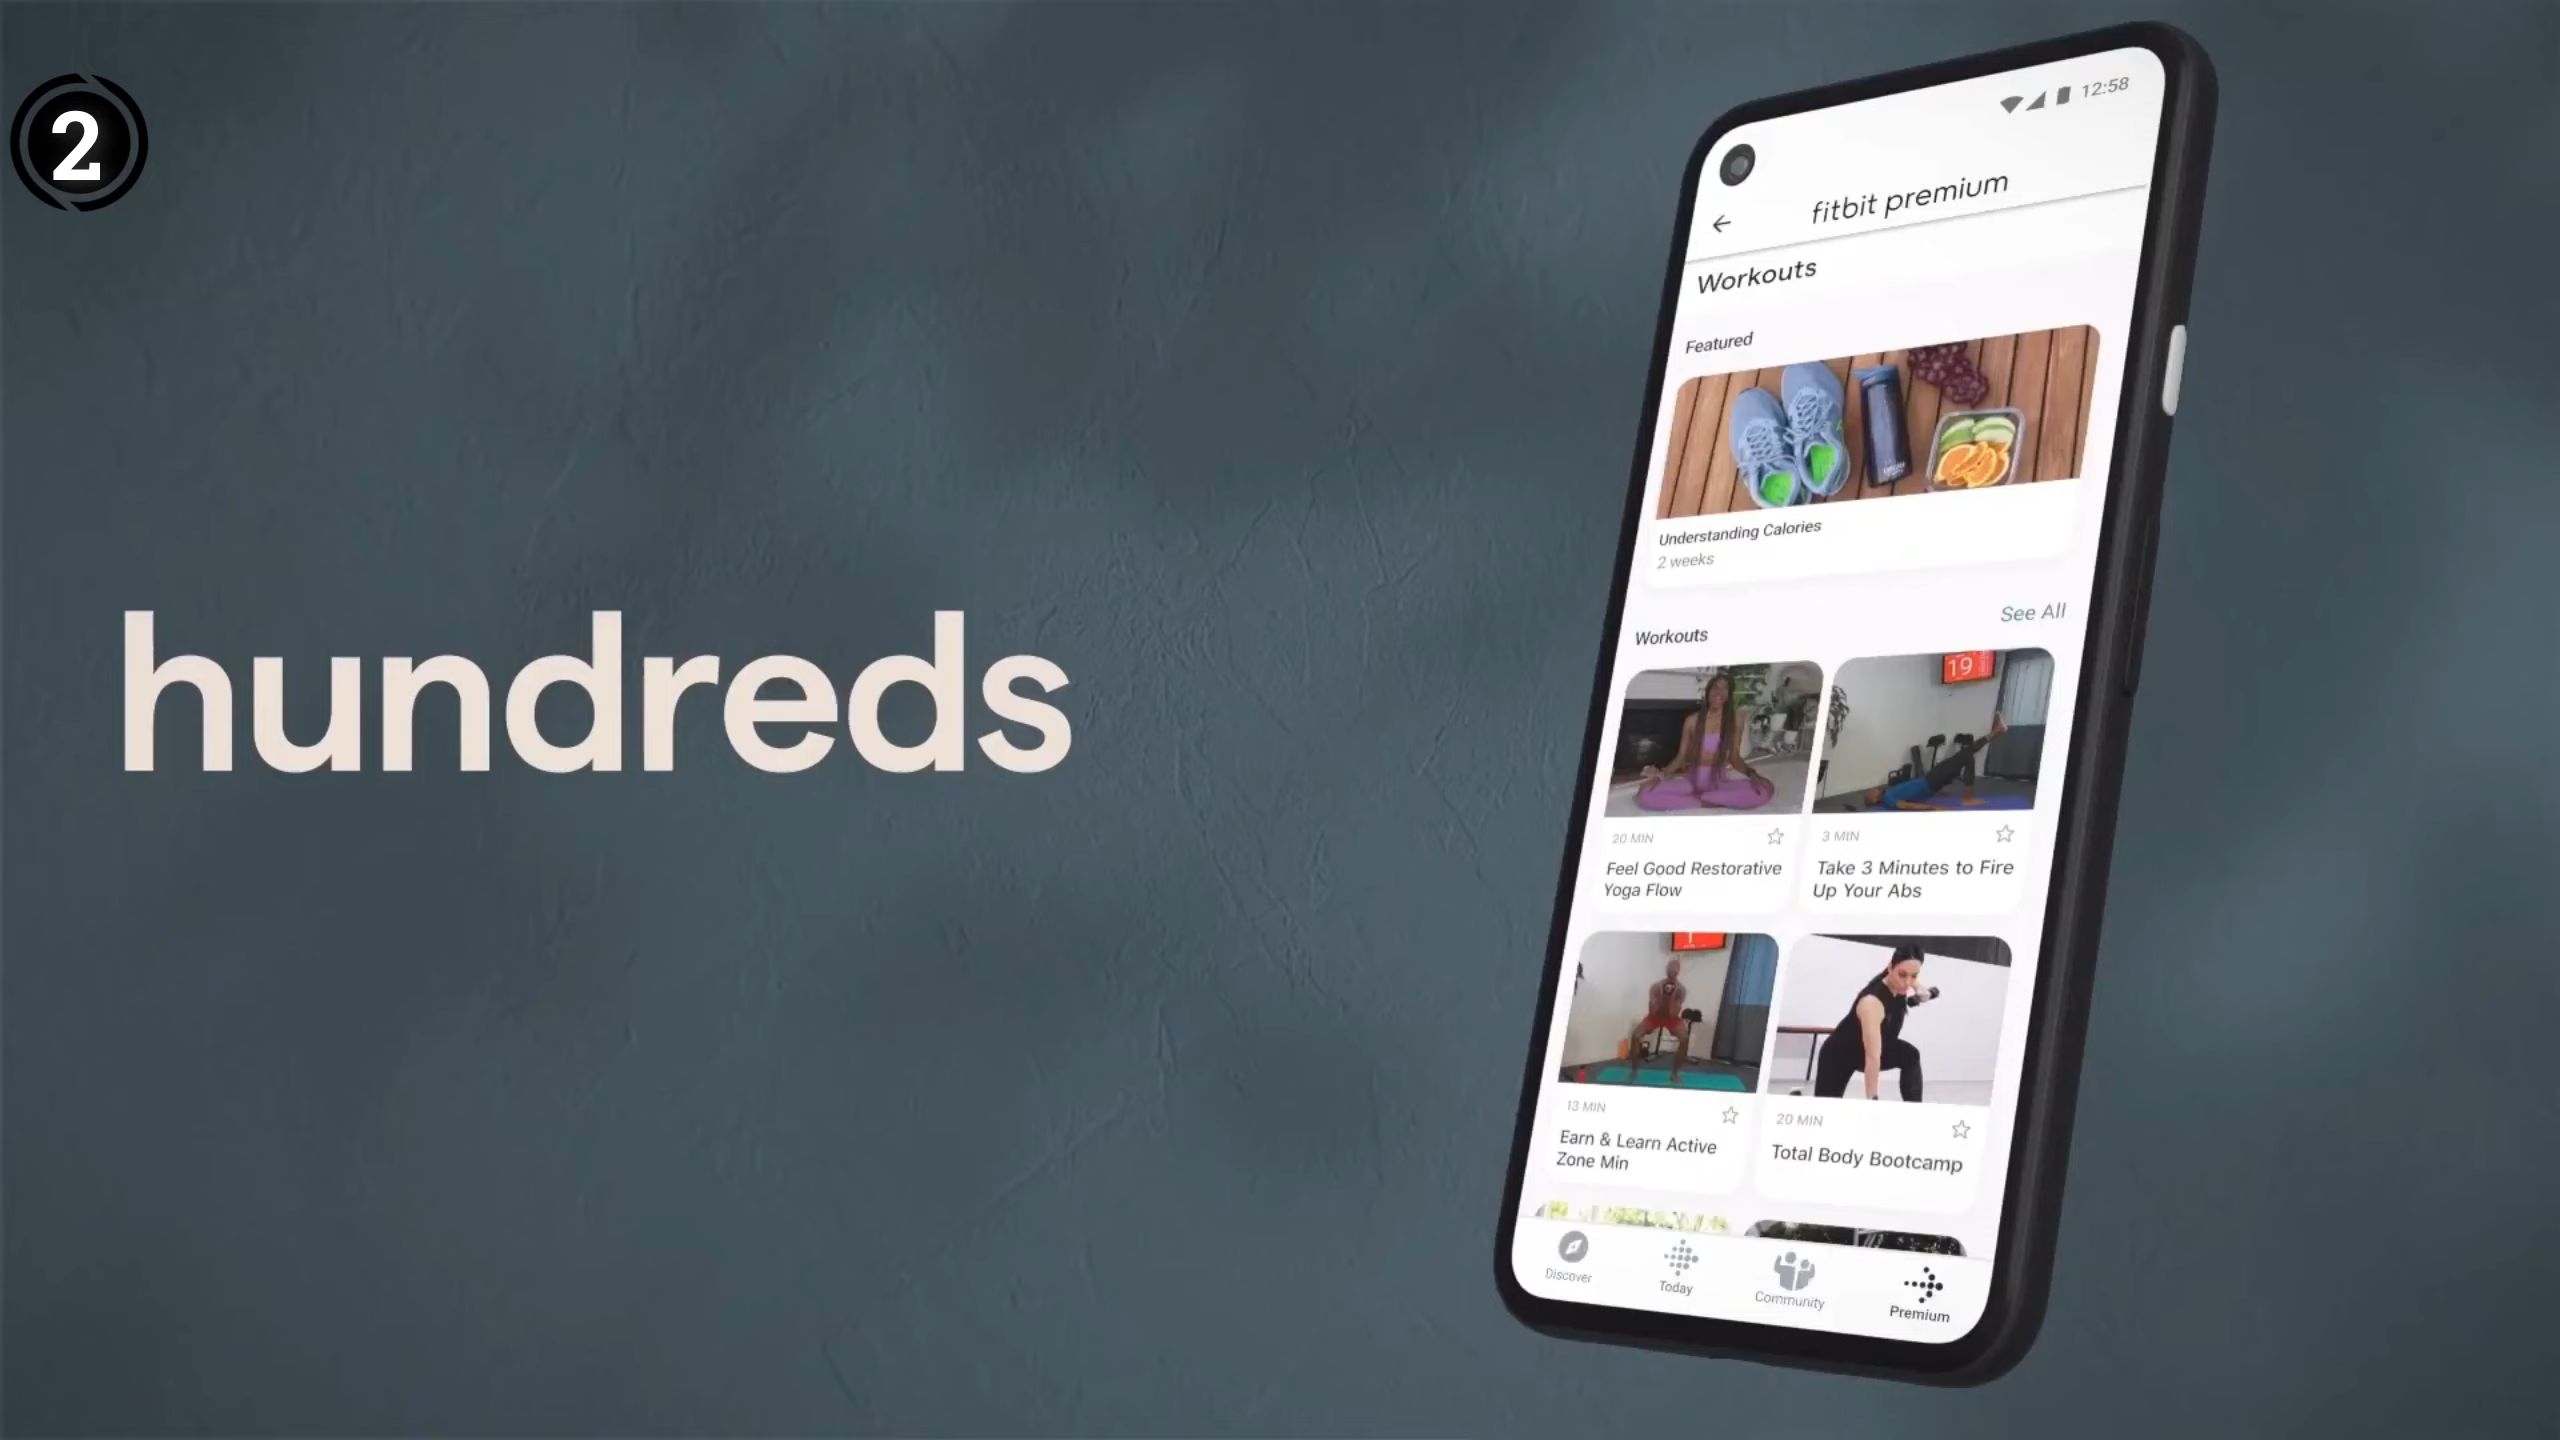 2
hundreds
12:58
fitbit premium
Workouts
Featured
Understanding Calories
2 weeks
See All
Workouts
19
20 MIN
Feel Good Restorative
Yoga Flow
3 MIN
Take 3 Minutes to Fire
Up Your Abs
13 MIN
Earn & Learn Active
Zone Min
20 MIN
Total Body Bootcamp
Discover
Today
Community
Premium